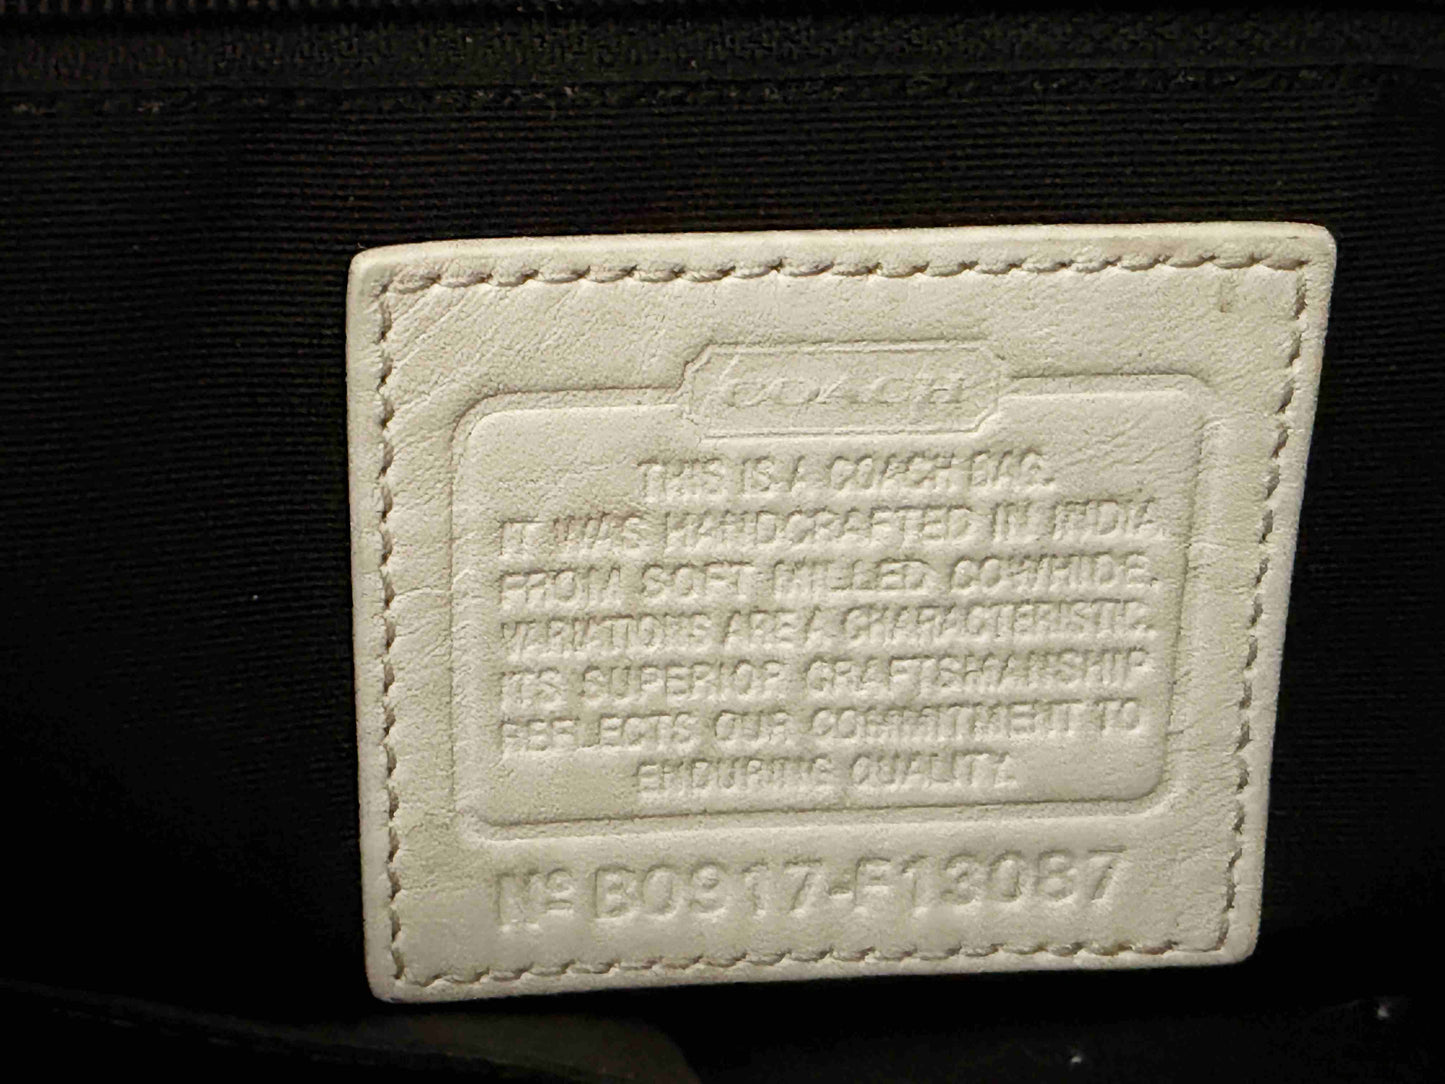 COACH
THIS IS A COACH BAG.
IT WAS HANDCRAFTED IN INDIA
FROM SOFT MILLED COWHIDE.
VARIATIONS ARE A CHARACTERISTIC.
ITS SUPERIOR CRAFTSMANSHIP
REFLECTS OUR COMMITMENT TO
ENDURING QUALITY.
Nº B0917-F13087